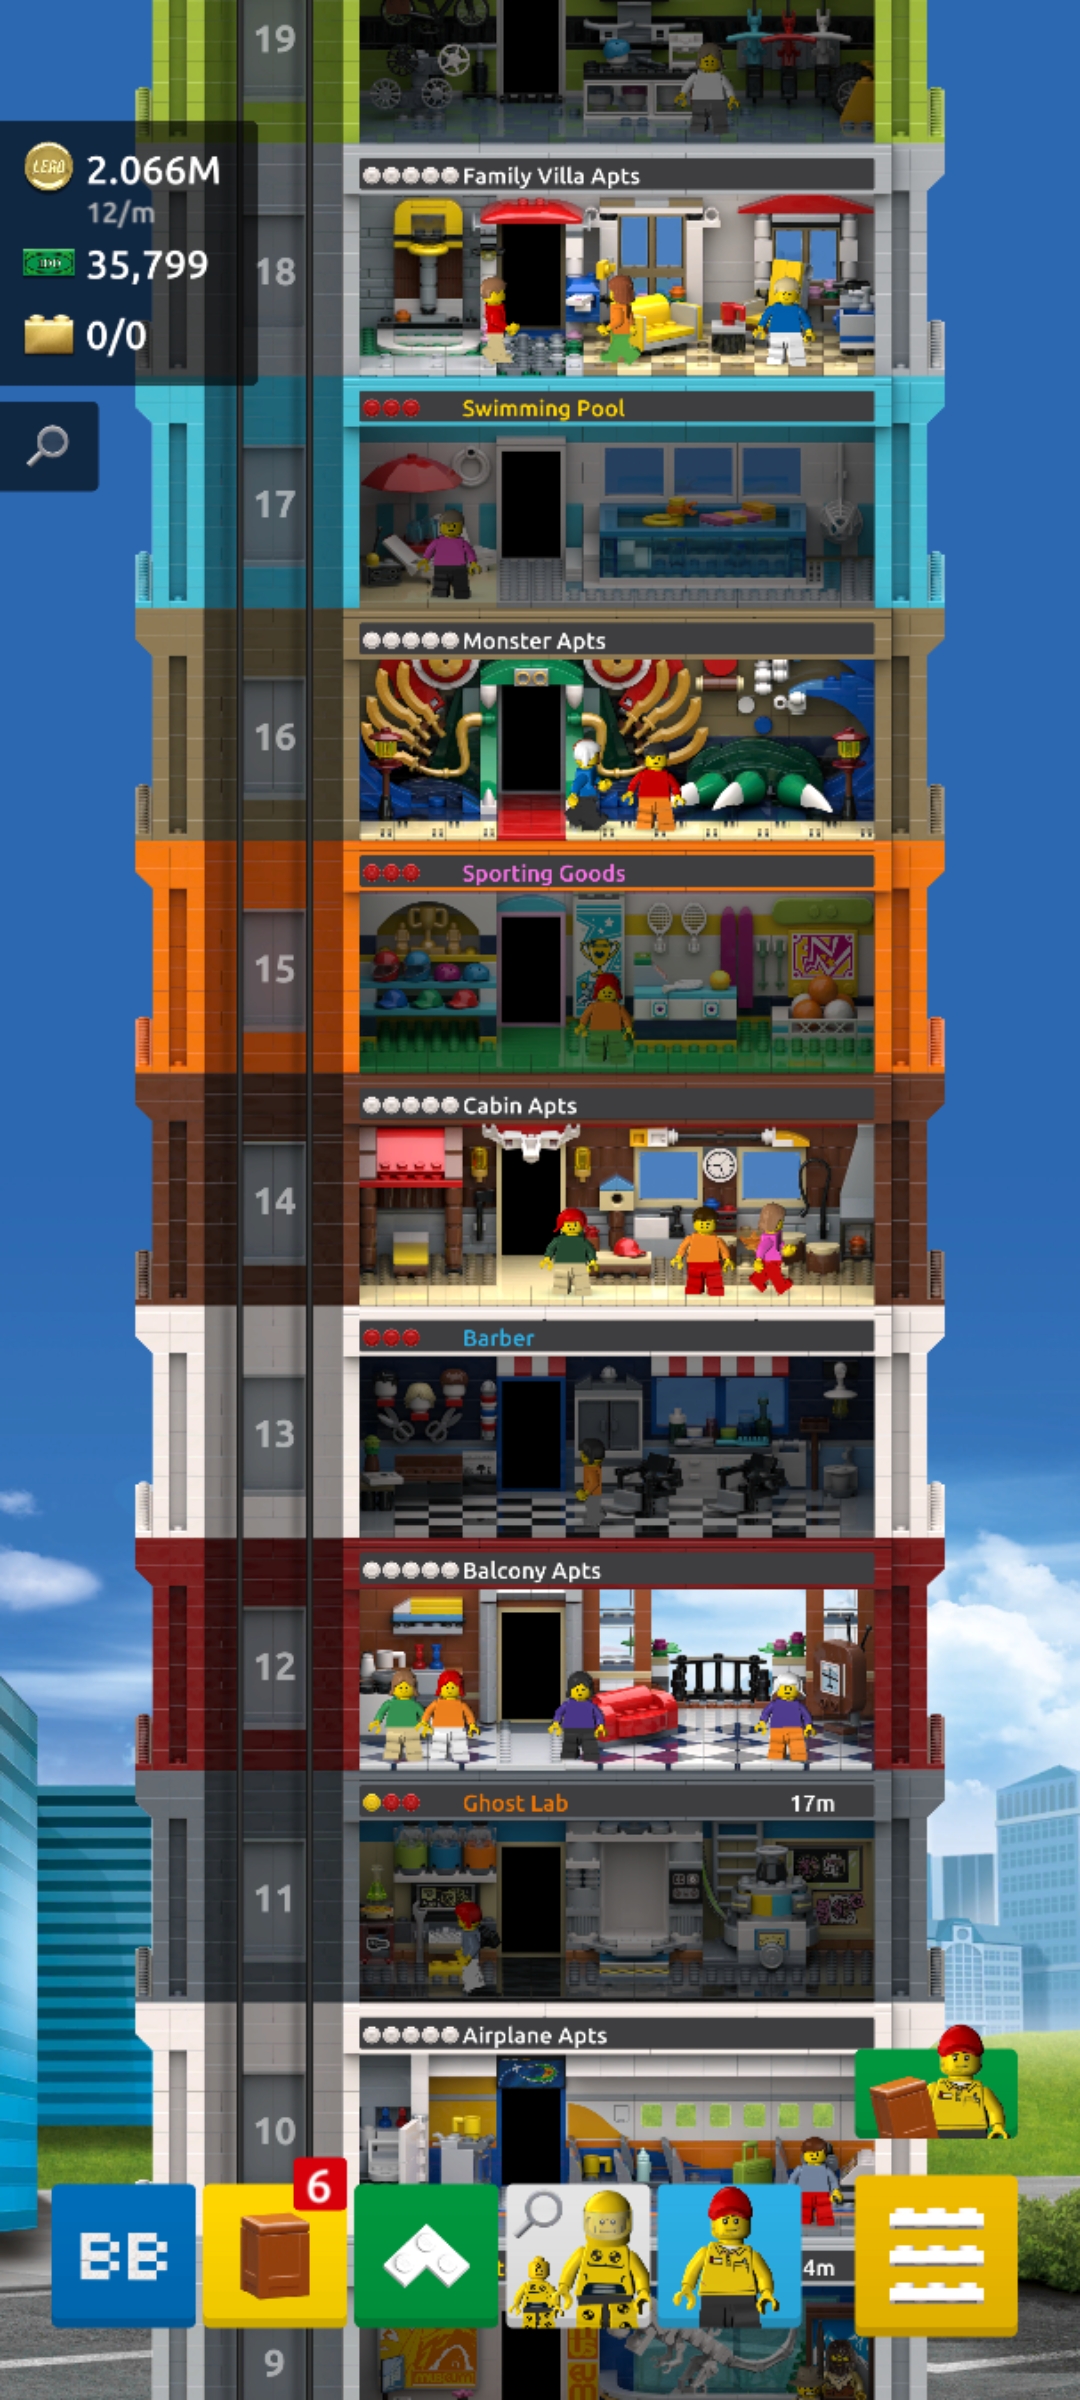 19
LEGO
2.066M
12/m
35,799
0/0
Family Villa Apts
18
Swimming Pool
17
Monster Apts
16
Sporting Goods
15
Cabin Apts
14
Barber
13
Balcony Apts
12
Ghost Lab 17m
11
Airplane Apts
10
6
BB
4m
9